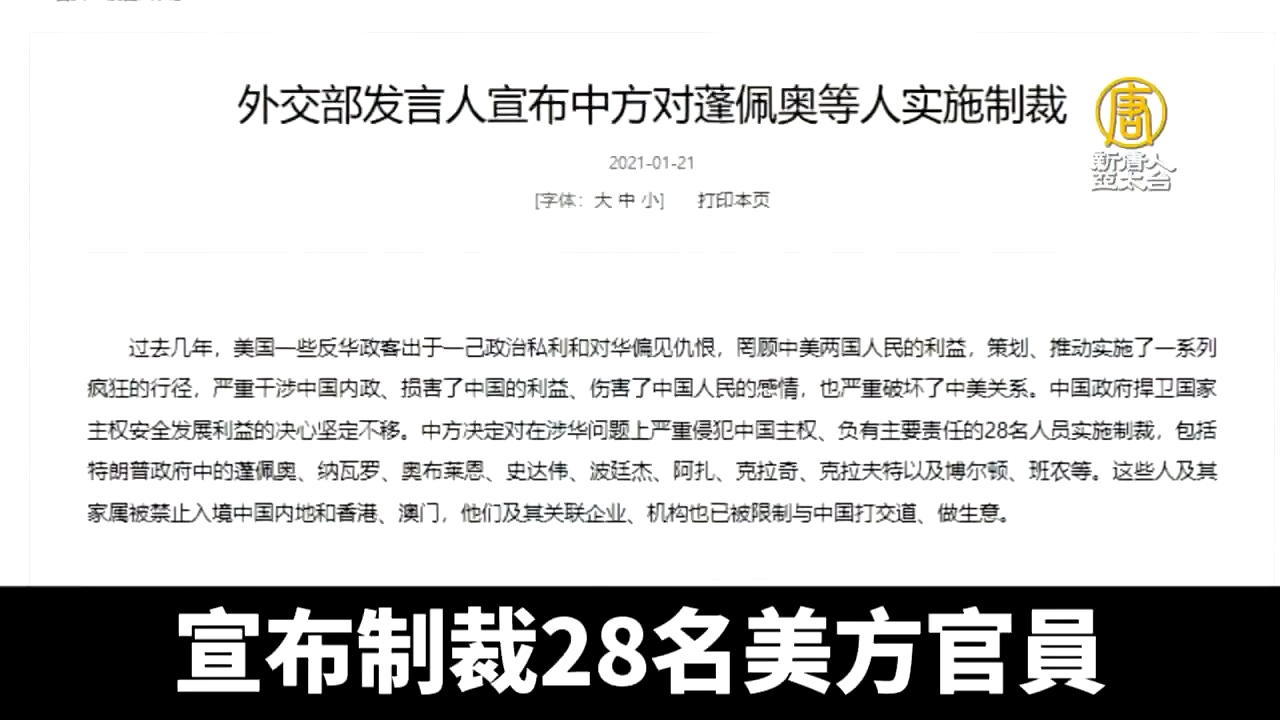 外交部发言人宣布中方对蓬佩奥等人实施制裁
2021-01-21
[字体：大 中 小] 打印本页
唐
新唐人
亞太台
过去几年，美国一些反华政客出于一己政治私利和对华偏见仇恨，罔顾中美两国人民的利益，策划、推动实施了一系列
疯狂的行径，严重干涉中国内政、损害了中国的利益、伤害了中国人民的感情，也严重破坏了中美关系。中国政府捍卫国家
主权安全发展利益的决心坚定不移。中方决定对在涉华问题上严重侵犯中国主权、负有主要责任的28名人员实施制裁，包括
特朗普政府中的蓬佩奥、纳瓦罗、奥布莱恩、史达伟、波廷杰、阿扎、克拉奇、克拉夫特以及博尔顿、班农等。这些人及其
家属被禁止入境中国内地和香港、澳门，他们及其关联企业、机构也已被限制与中国打交道、做生意。
宣布制裁28名美方官員